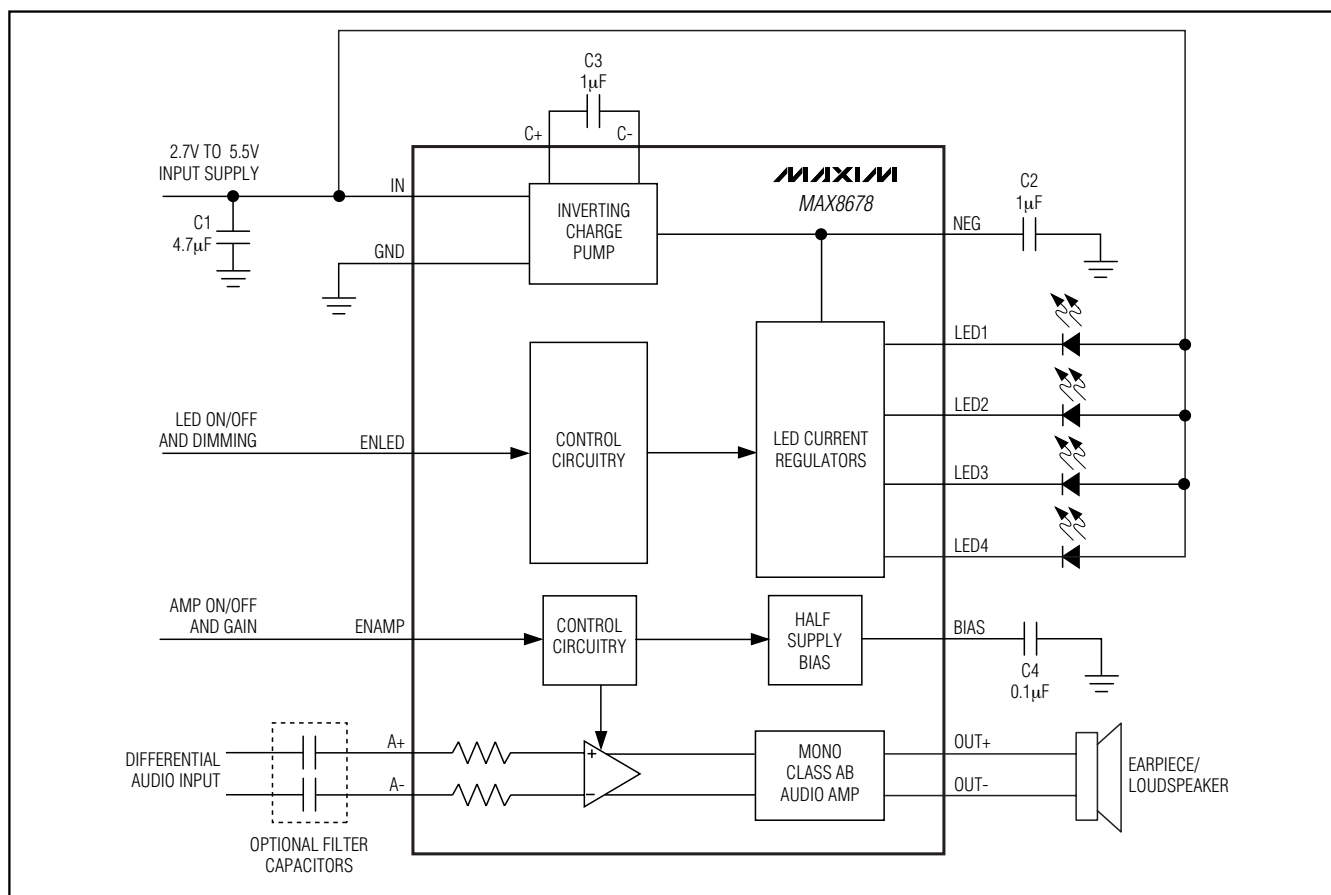 C3
1µF
C+
C-
2.7V TO 5.5V
INPUT SUPPLY
IN
C1
4.7µF
GND
INVERTING
CHARGE
PUMP
MAXIM
MAX8678
NEG
C2
1µF
LED1
LED2
LED3
LED4
LED ON/OFF
AND DIMMING
ENLED
CONTROL
CIRCUITRY
LED CURRENT
REGULATORS
AMP ON/OFF
AND GAIN
ENAMP
CONTROL
CIRCUITRY
HALF
SUPPLY
BIAS
BIAS
C4
0.1µF
DIFFERENTIAL
AUDIO INPUT
A+
A-
+
−
MONO
CLASS AB
AUDIO AMP
OUT+
OUT-
EARPIECE/
LOUDSPEAKER
OPTIONAL FILTER
CAPACITORS